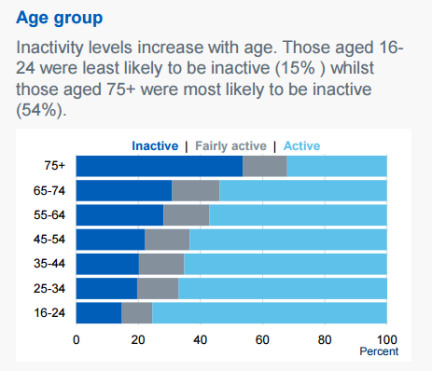 Age group
Inactivity levels increase with age. Those aged 16-
24 were least likely to be inactive (15% ) whilst
those aged 75+ were most likely to be inactive
(54%).
Inactive | Fairly active | Active
75+
65-74
55-64
45-54
35-44
25-34
16-24
0 20 40 60 80 100
Percent